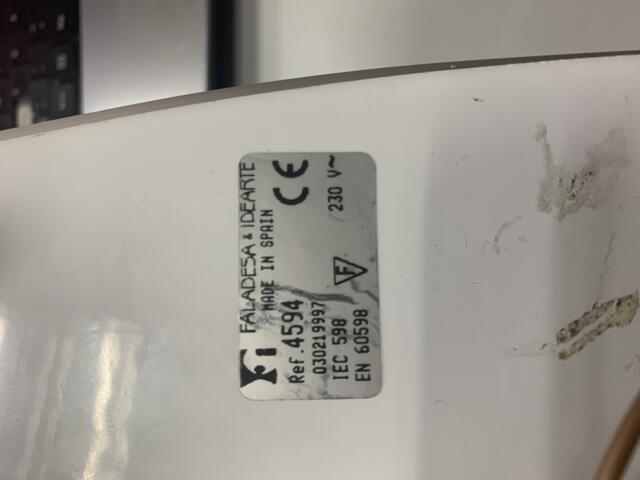 FALADESA & IDEARTE
MADE IN SPAIN
CE
Ref.4594
030219997
F
230 V~
IEC 598
EN 60598